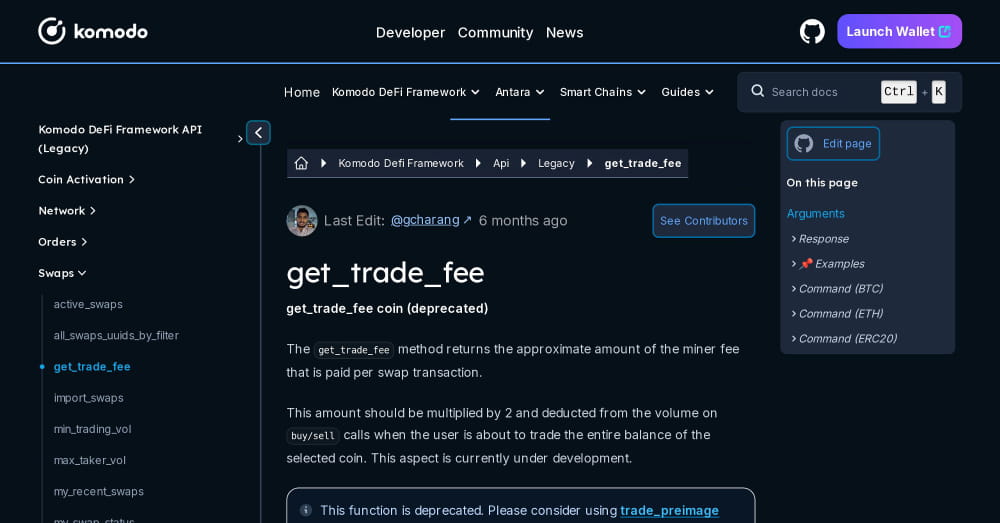 komodo
Developer Community News
Launch Wallet
Home Komodo DeFi Framework Antara Smart Chains Guides
Search docs Ctrl + K
Komodo DeFi Framework API
(Legacy)
Coin Activation
Network
Orders
Swaps
active_swaps
all_swaps_uuids_by_filter
get_trade_fee
import_swaps
min_trading_vol
max_taker_vol
my_recent_swaps
my_swap_status
Komodo Defi Framework Api Legacy get_trade_fee
Last Edit: @gcharang ↗ 6 months ago
See Contributors
get_trade_fee
get_trade_fee coin (deprecated)
The get_trade_fee method returns the approximate amount of the miner fee
that is paid per swap transaction.
This amount should be multiplied by 2 and deducted from the volume on
buy/sell calls when the user is about to trade the entire balance of the
selected coin. This aspect is currently under development.
This function is deprecated. Please consider using trade_preimage
Edit page
On this page
Arguments
Response
📌 Examples
Command (BTC)
Command (ETH)
Command (ERC20)